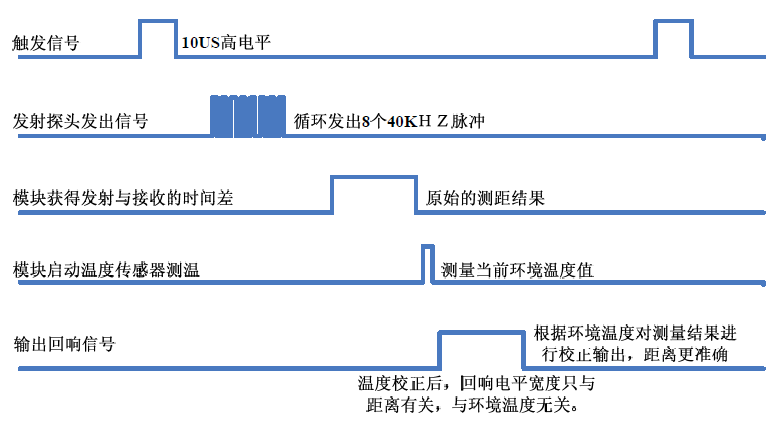 触发信号 10US高电平
发射探头发出信号 循环发出8个40KＨＺ脉冲
模块获得发射与接收的时间差 原始的测距结果
模块启动温度传感器测温 测量当前环境温度值
输出回响信号
根据环境温度对测量结果进
行校正输出，距离更准确
温度校正后，回响电平宽度只与
距离有关，与环境温度无关。